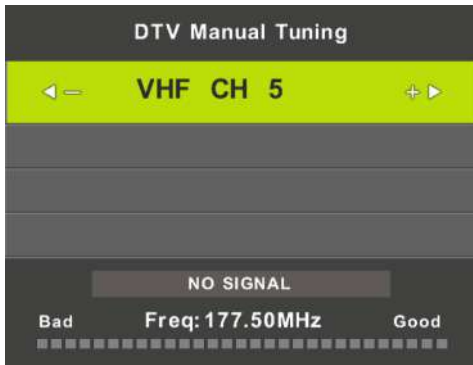 DTV Manual Tuning
VHF CH 5
NO SIGNAL
Bad Freq:177.50MHz Good